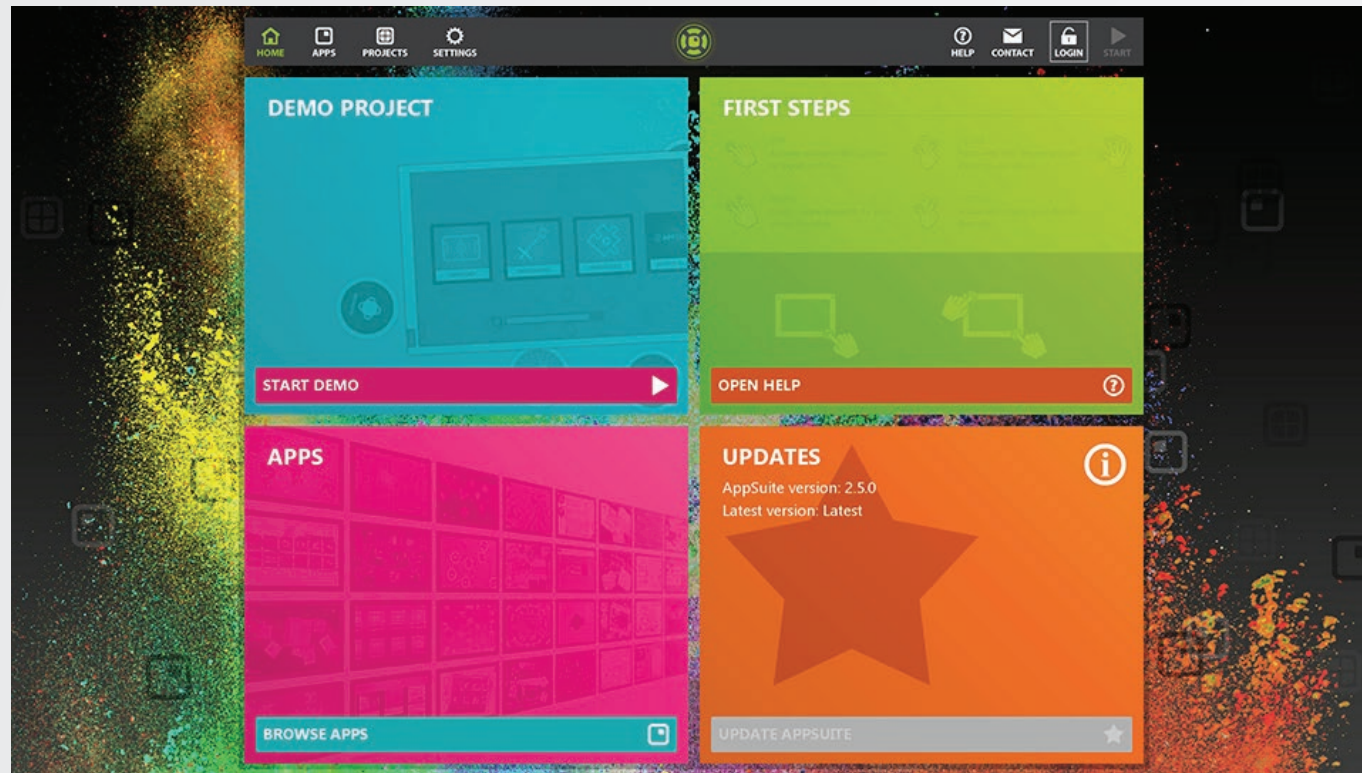 HOME APPS PROJECTS SETTINGS HELP CONTACT LOGIN START
DEMO PROJECT
START DEMO
FIRST STEPS
OPEN HELP
APPS
BROWSE APPS
UPDATES
AppSuite version: 2.5.0
Latest version: Latest
UPDATE APPSUITE